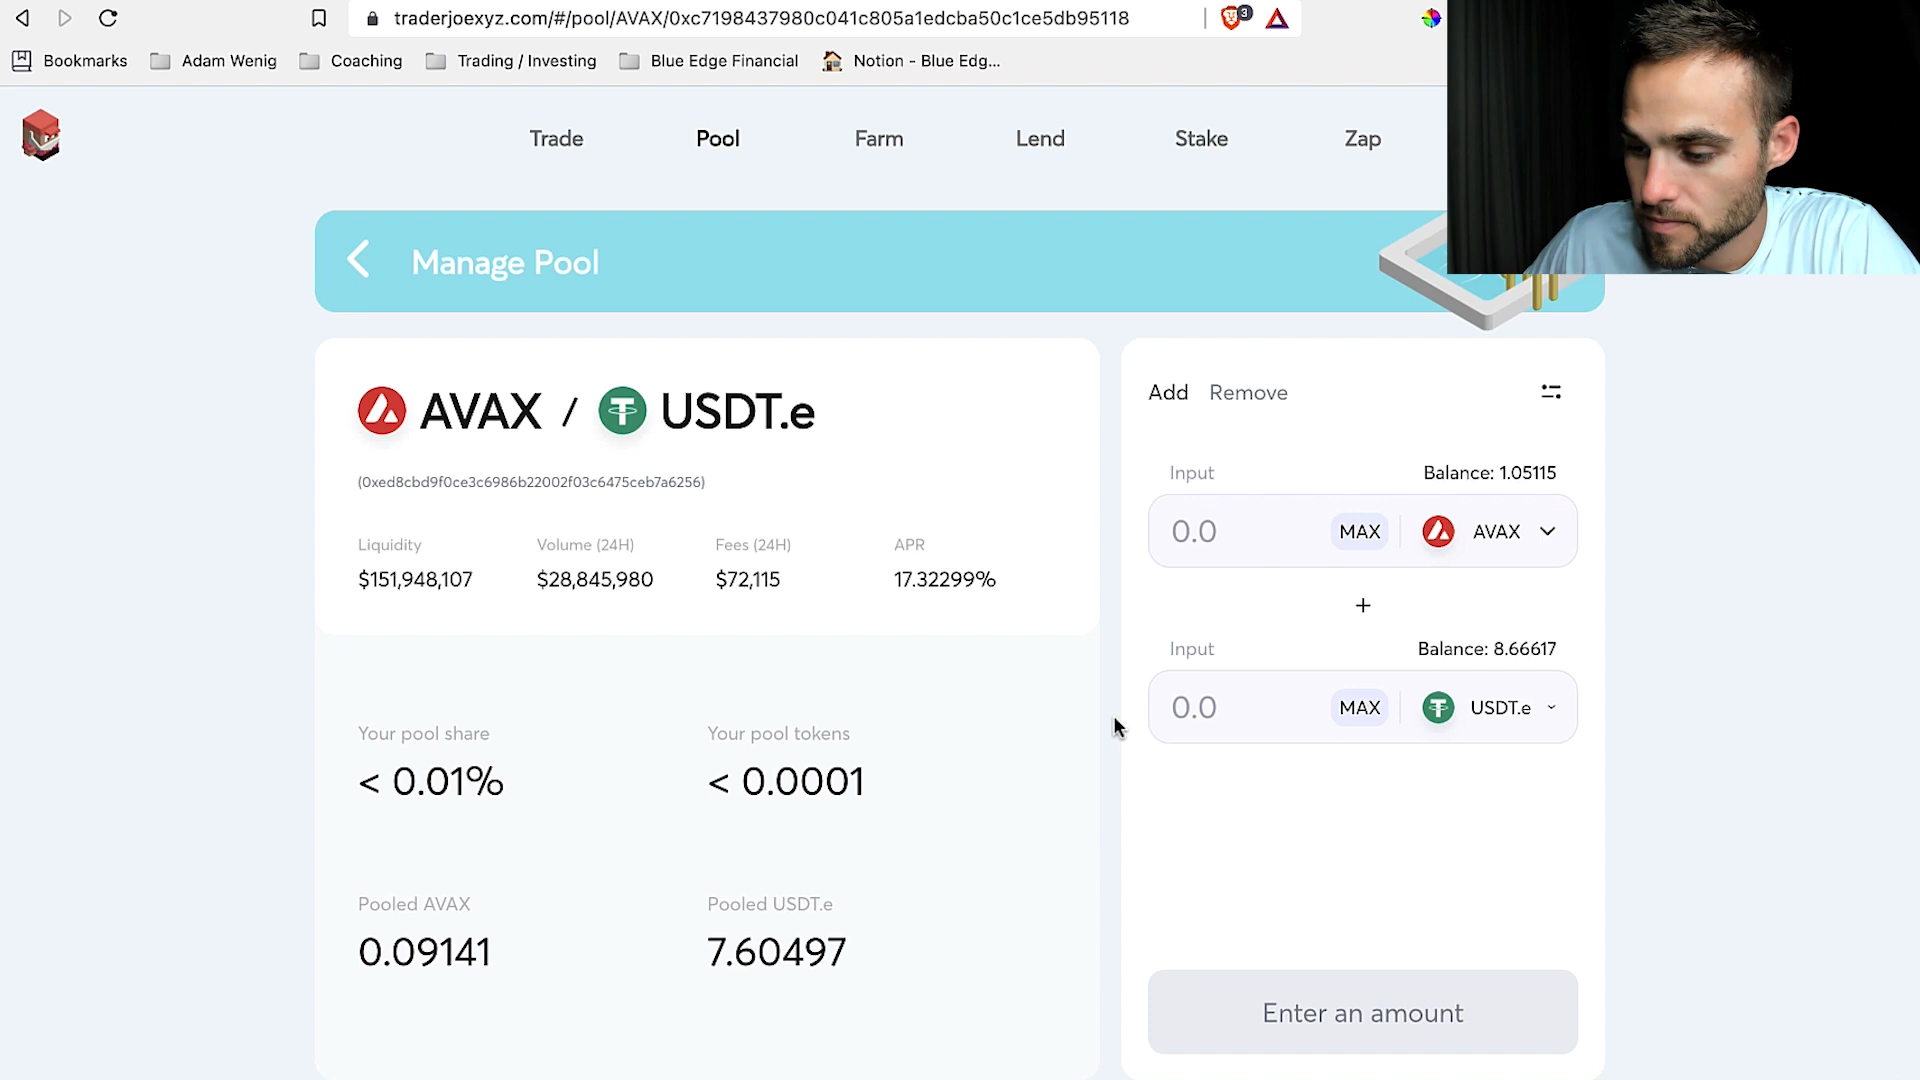 traderjoexyz.com/#/pool/AVAX/0xc7198437980c041c805a1edcba50c1ce5db95118
3
Bookmarks
Adam Wenig
Coaching
Trading / Investing
Blue Edge Financial
Notion - Blue Edg...
Trade
Pool
Farm
Lend
Stake
Zap
Manage Pool
AVAX / USDT.e
(0xed8cbd9f0ce3c6986b22002f03c6475ceb7a6256)
Liquidity
Volume (24H)
Fees (24H)
APR
$151,948,107
$28,845,980
$72,115
17.32299%
Your pool share
Your pool tokens
< 0.01%
< 0.0001
Pooled AVAX
Pooled USDT.e
0.09141
7.60497
Add
Remove
Input
Balance: 1.05115
0.0
MAX
AVAX
+
Input
Balance: 8.66617
0.0
MAX
USDT.e
Enter an amount